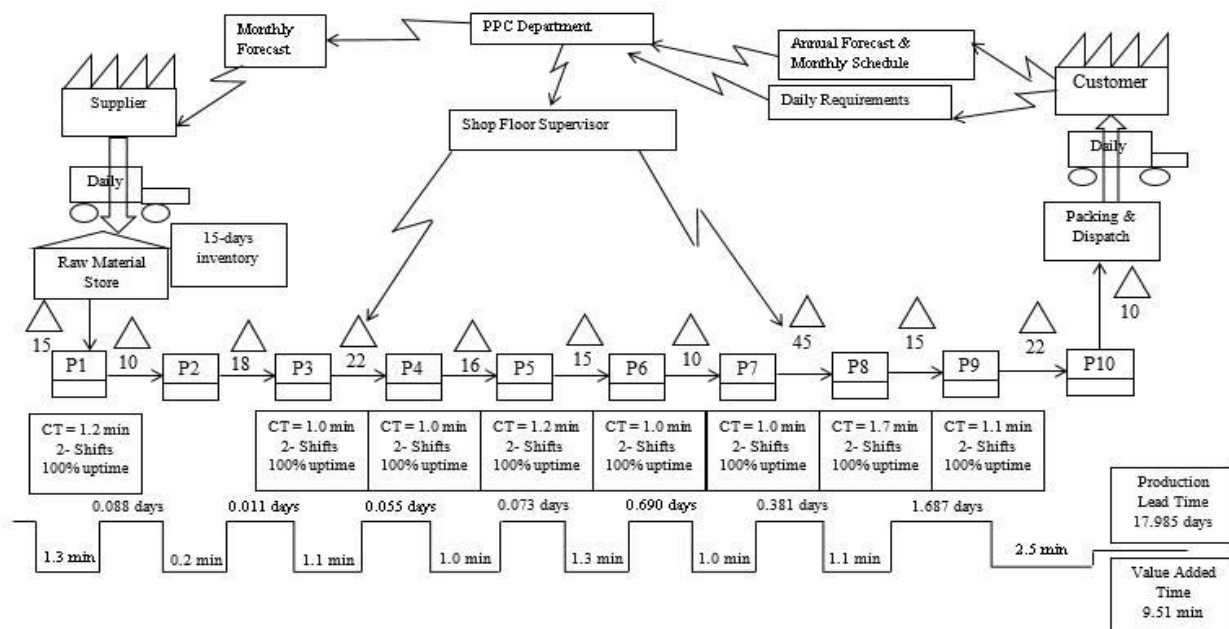 Monthly
Forecast
PPC Department
Annual Forecast &
Monthly Schedule
Customer
Supplier
Shop Floor Supervisor
Daily Requirements
Daily
Daily
Packing &
Dispatch
15-days
inventory
Raw Material
Store
15
10
18
22
16
15
10
45
15
22
10
P1
P2
P3
P4
P5
P6
P7
P8
P9
P10
CT = 1.2 min
2- Shifts
100% uptime
CT = 1.0 min
2- Shifts
100% uptime
CT = 1.0 min
2- Shifts
100% uptime
CT = 1.2 min
2- Shifts
100% uptime
CT = 1.0 min
2- Shifts
100% uptime
CT = 1.0 min
2- Shifts
100% uptime
CT = 1.7 min
2- Shifts
100% uptime
CT = 1.1 min
2- Shifts
100% uptime
0.088 days
0.011 days
0.055 days
0.073 days
0.690 days
0.381 days
1.687 days
Production
Lead Time
17.985 days
1.3 min
0.2 min
1.1 min
1.0 min
1.3 min
1.0 min
1.1 min
2.5 min
Value Added
Time
9.51 min